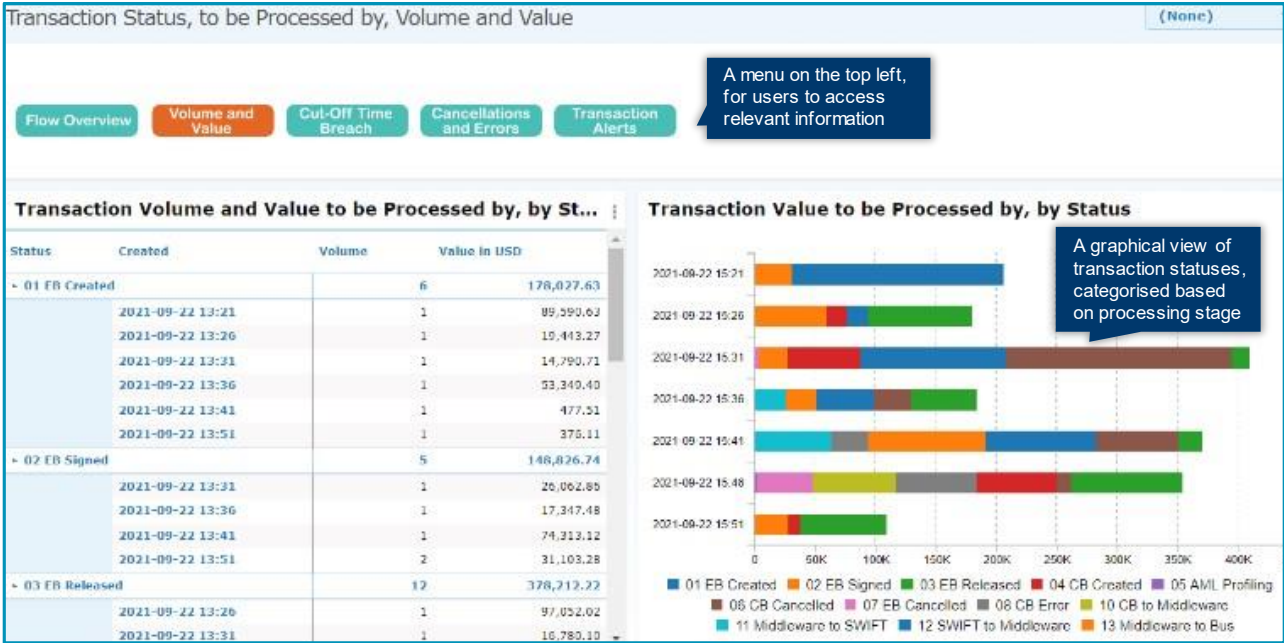 Transaction Status, to be Processed by, Volume and Value
(None)
Flow Overview
Volume and
Value
Cut-Off Time
Breach
Cancellations
and Errors
Transaction
Alerts
A menu on the top left,
for users to access
relevant information
Transaction Volume and Value to be Processed by, by St...
Status Created Volume Value in USD
01 EB Created 6 178,027.63
2021-09-22 13:21 1 89,590.63
2021-09-22 13:26 1 19,443.27
2021-09-22 13:31 1 14,790.71
2021-09-22 13:36 1 53,349.40
2021-09-22 13:41 1 477.51
2021-09-22 13:51 1 376.11
02 EB Signed 5 148,826.74
2021-09-22 13:31 1 26,062.86
2021-09-22 13:36 1 17,347.48
2021-09-22 13:41 1 74,313.12
2021-09-22 13:51 2 31,103.28
03 EB Released 12 378,212.22
2021-09-22 13:26 1 97,052.02
2021-09-22 13:31 1 16,780.10
Transaction Value to be Processed by, by Status
A graphical view of
transaction statuses,
categorised based
on processing stage
2021-09-22 15:21
2021-09-22 15:26
2021-09-22 15:31
2021-09-22 15:36
2021-09-22 15:41
2021-09-22 15:48
2021-09-22 15:51
0 50K 100K 150K 200K 250K 300K 350K 400K
01 EB Created 02 EB Signed 03 EB Released 04 CB Created 05 AML Profiling
06 CB Cancelled 07 EB Cancelled 08 CB Error 10 CB to Middleware
11 Middleware to SWIFT 12 SWIFT to Middleware 13 Middleware to Bus